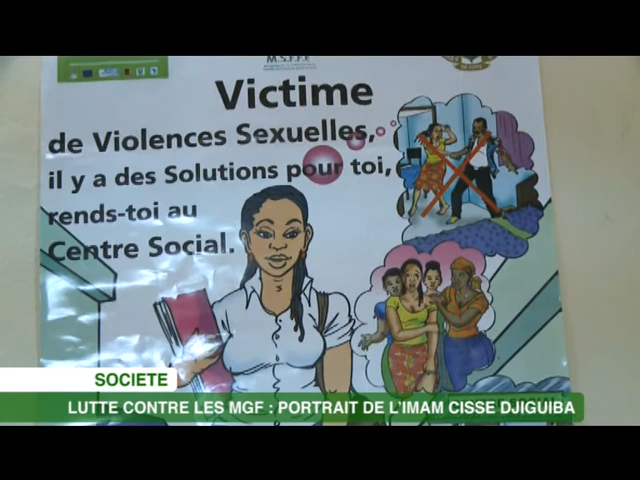 M.S.F.F.E
Victime
de Violences Sexuelles,
il y a des Solutions pour toi,
rends-toi au
Centre Social.
SOCIETE
LUTTE CONTRE LES MGF : PORTRAIT DE L'IMAM CISSE DJIGUIBA